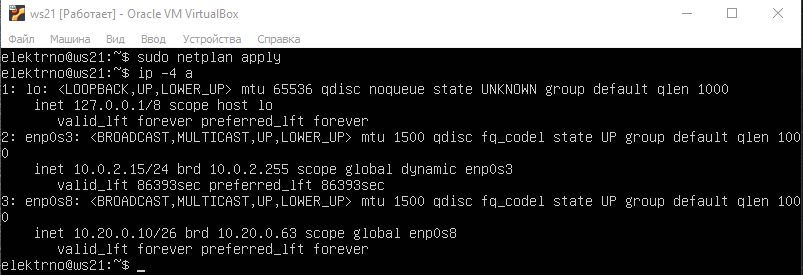 ws21 [Работает] - Oracle VM VirtualBox
Файл Машина Вид Ввод Устройства Справка
elektrno@ws21:~$ sudo netplan apply
elektrno@ws21:~$ ip -4 a
1: lo: <LOOPBACK,UP,LOWER_UP> mtu 65536 qdisc noqueue state UNKNOWN group default qlen 1000
    inet 127.0.0.1/8 scope host lo
       valid_lft forever preferred_lft forever
2: enp0s3: <BROADCAST,MULTICAST,UP,LOWER_UP> mtu 1500 qdisc fq_codel state UP group default qlen 100
0
    inet 10.0.2.15/24 brd 10.0.2.255 scope global dynamic enp0s3
       valid_lft 86393sec preferred_lft 86393sec
3: enp0s8: <BROADCAST,MULTICAST,UP,LOWER_UP> mtu 1500 qdisc fq_codel state UP group default qlen 100
0
    inet 10.20.0.10/26 brd 10.20.0.63 scope global enp0s8
       valid_lft forever preferred_lft forever
elektrno@ws21:~$ _